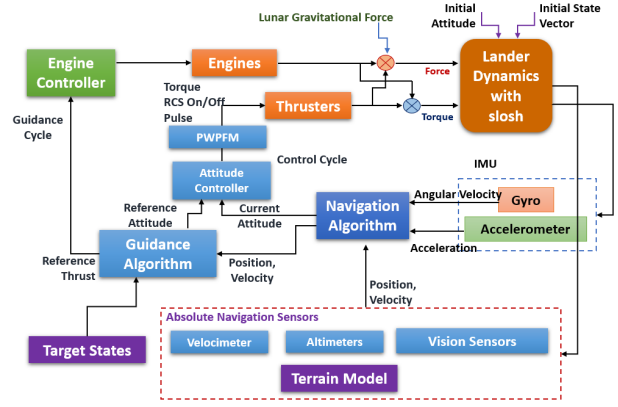 Initial
Attitude
Initial State
Vector
Lunar Gravitational Force
Engine
Controller
Engines
Force
Lander
Dynamics
with
slosh
Torque
RCS On/Off
Pulse
Thrusters
Torque
Guidance
Cycle
PWPFM
Control Cycle
Attitude
Controller
IMU
Angular Velocity
Gyro
Navigation
Algorithm
Accelerometer
Acceleration
Reference
Attitude
Current
Attitude
Guidance
Algorithm
Reference
Thrust
Position,
Velocity
Position,
Velocity
Absolute Navigation Sensors
Velocimeter
Altimeters
Vision Sensors
Target States
Terrain Model